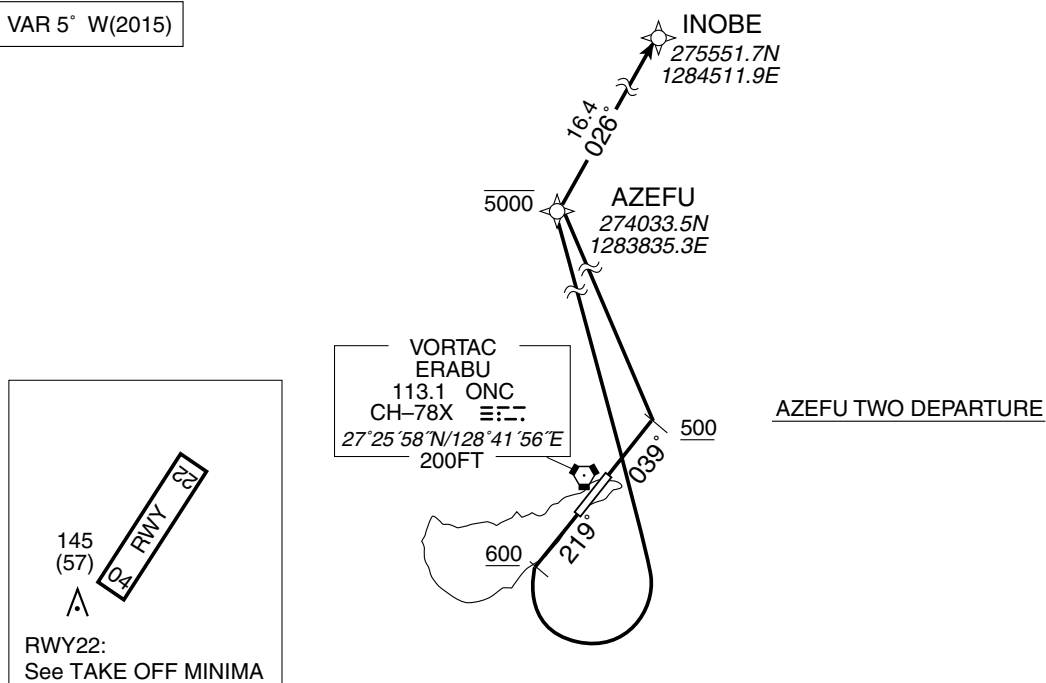 VAR 5° W(2015)
INOBE
275551.7N
1284511.9E
16.4
026°
5000
AZEFU
274033.5N
1283835.3E
VORTAC
ERABU
113.1 ONC
CH–78X
27°25´58˝N/128°41´56˝E
200FT
AZEFU TWO DEPARTURE
500
039°
219°
600
22
RWY
04
145
(57)
RWY22:
See TAKE OFF MINIMA